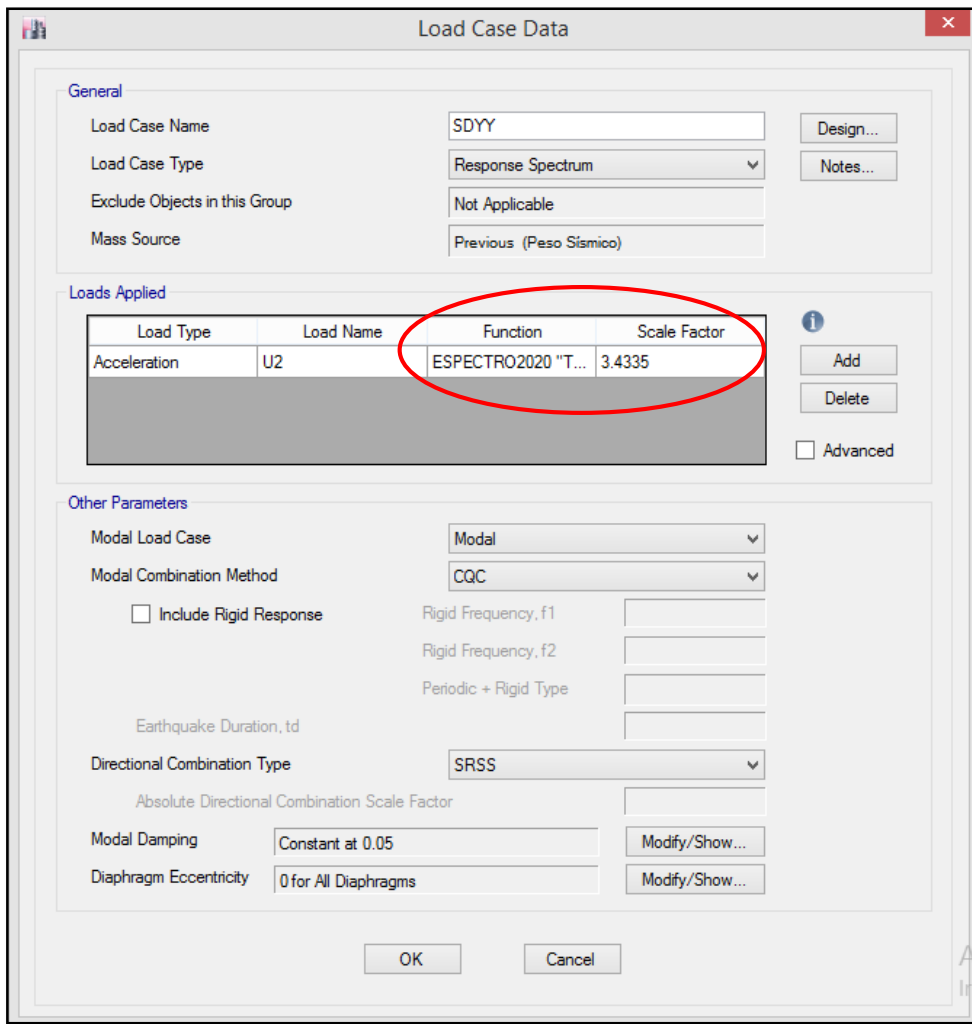 Load Case Data
General
Load Case Name SDYY Design...
Load Case Type Response Spectrum Notes...
Exclude Objects in this Group Not Applicable
Mass Source Previous (Peso Sísmico)
Loads Applied
Load Type Load Name Function Scale Factor
Acceleration U2 ESPECTRO2020 "T... 3.4335
Add
Delete
Advanced
Other Parameters
Modal Load Case Modal
Modal Combination Method CQC
Include Rigid Response Rigid Frequency, f1
Rigid Frequency, f2
Periodic + Rigid Type
Earthquake Duration, td
Directional Combination Type SRSS
Absolute Directional Combination Scale Factor
Modal Damping Constant at 0.05 Modify/Show...
Diaphragm Eccentricity 0 for All Diaphragms Modify/Show...
OK Cancel